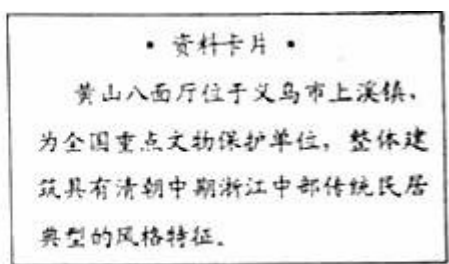 • 资料卡片 •
黄山八面厅位于义乌市上溪镇、
为全国重点文物保护单位，整体建
筑具有清朝中期浙江中部传统民居
典型的风格特征。